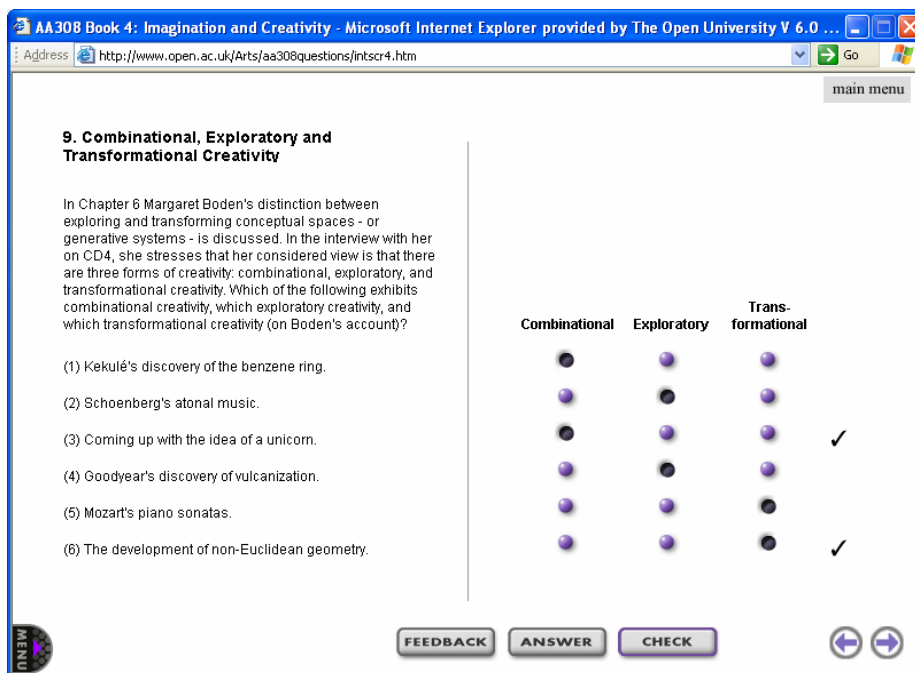 AA308 Book 4: Imagination and Creativity - Microsoft Internet Explorer provided by The Open University V 6.0 ...
Address http://www.open.ac.uk/Arts/aa308questions/intscr4.htm Go
main menu
9. Combinational, Exploratory and
Transformational Creativity
In Chapter 6 Margaret Boden's distinction between
exploring and transforming conceptual spaces - or
generative systems - is discussed. In the interview with her
on CD4, she stresses that her considered view is that there
are three forms of creativity: combinational, exploratory, and
transformational creativity. Which of the following exhibits
combinational creativity, which exploratory creativity, and
which transformational creativity (on Boden's account)?
Trans-
Combinational Exploratory formational
(1) Kekulé's discovery of the benzene ring.
(2) Schoenberg's atonal music.
(3) Coming up with the idea of a unicorn.
(4) Goodyear's discovery of vulcanization.
(5) Mozart's piano sonatas.
(6) The development of non-Euclidean geometry.
MENU
FEEDBACK ANSWER CHECK